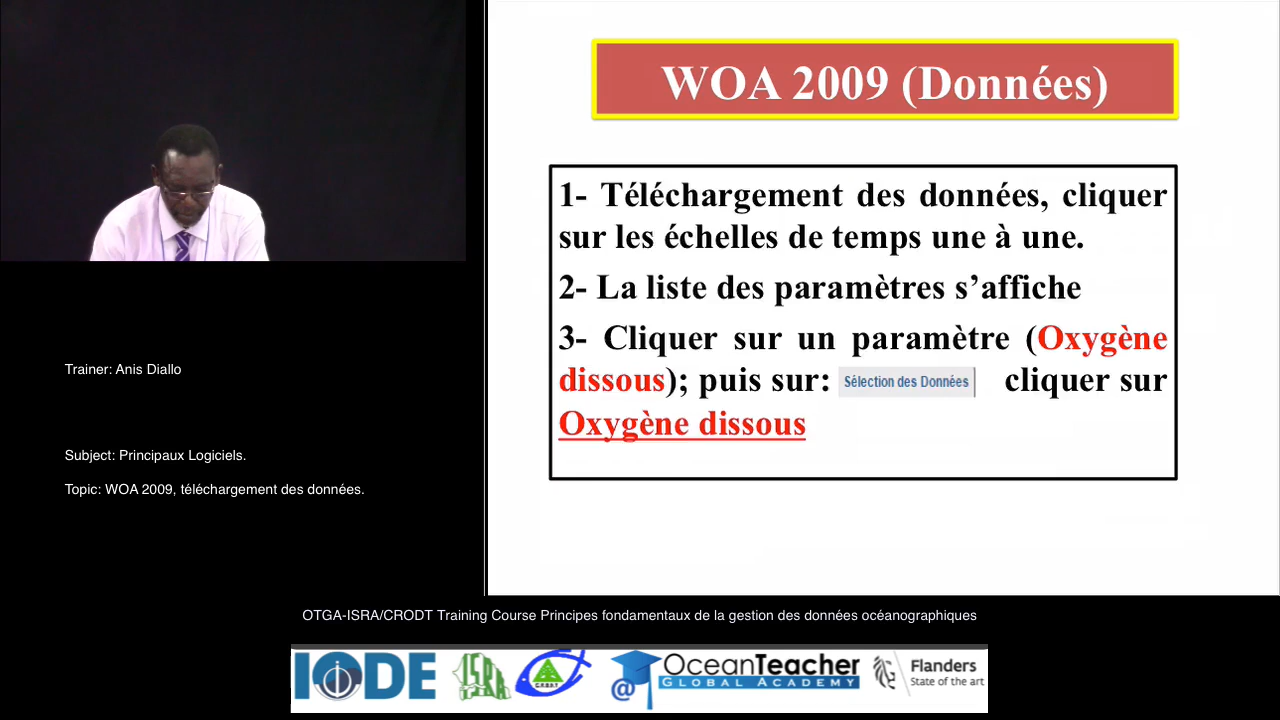 WOA 2009 (Données)
1- Téléchargement des données, cliquer
sur les échelles de temps une à une.
2- La liste des paramètres s’affiche
3- Cliquer sur un paramètre (Oxygène
dissous); puis sur: Sélection des Données cliquer sur
Oxygène dissous
Trainer: Anis Diallo
Subject: Principaux Logiciels.
Topic: WOA 2009, téléchargement des données.
OTGA-ISRA/CRODT Training Course Principes fondamentaux de la gestion des données océanographiques
IODE
ISRA
OceanTeacher
GLOBAL ACADEMY
@
Flanders
State of the art